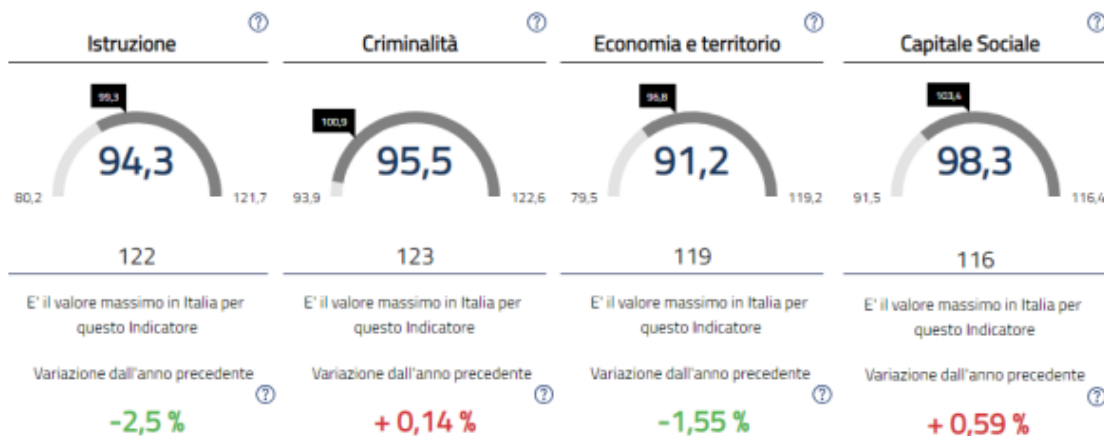 ?
?
?
?
Istruzione
Criminalità
Economia e territorio
Capitale Sociale
99,3
100,9
96,8
103,4
94,3
95,5
91,2
98,3
80,2
121,7
93,9
122,6
79,5
119,2
91,5
116,4
122
123
119
116
E' il valore massimo in Italia per
questo Indicatore
E' il valore massimo in Italia per
questo Indicatore
E' il valore massimo in Italia per
questo Indicatore
E' il valore massimo in Italia per
questo Indicatore
Variazione dall'anno precedente
?
Variazione dall'anno precedente
?
Variazione dall'anno precedente
?
Variazione dall'anno precedente
?
-2,5 %
+ 0,14 %
-1,55 %
+ 0,59 %